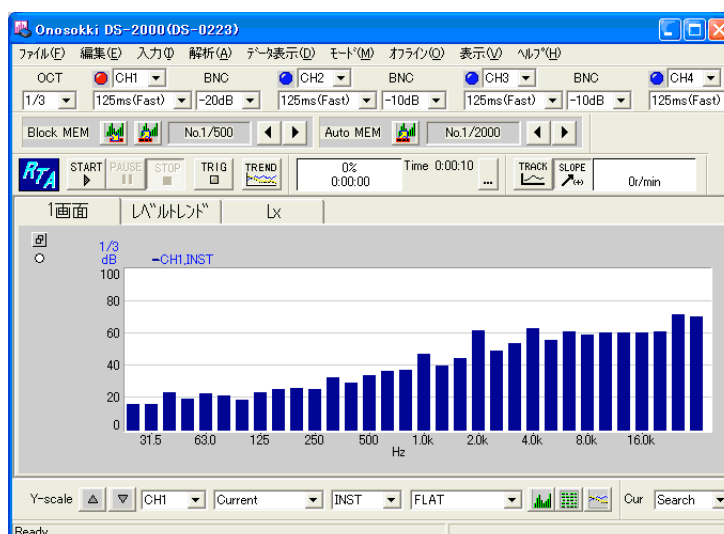 Onosokki DS-2000(DS-0223)
ファイル(F) 編集(E) 入力(I) 解析(A) データ表示(D) モード(M) オフライン(O) 表示(V) ヘルプ(H)
OCT CH1 BNC CH2 BNC CH3 BNC CH4
1/3 125ms(Fast) -20dB 125ms(Fast) -10dB 125ms(Fast) -10dB 125ms(Fast)
Block MEM No.1/500 Auto MEM No.1/2000
RTA START PAUSE STOP TRIG TREND 0% Time 0:00:10 TRACK SLOPE
0:00:00 ... (+) 0r/min
1画面 レベルトレンド Lx
1/3
dB CH1,INST
100
80
60
40
20
0
31.5 63.0 125 250 500 1.0k 2.0k 4.0k 8.0k 16.0k
Hz
Y-scale CH1 Current INST FLAT Cur Search
Ready